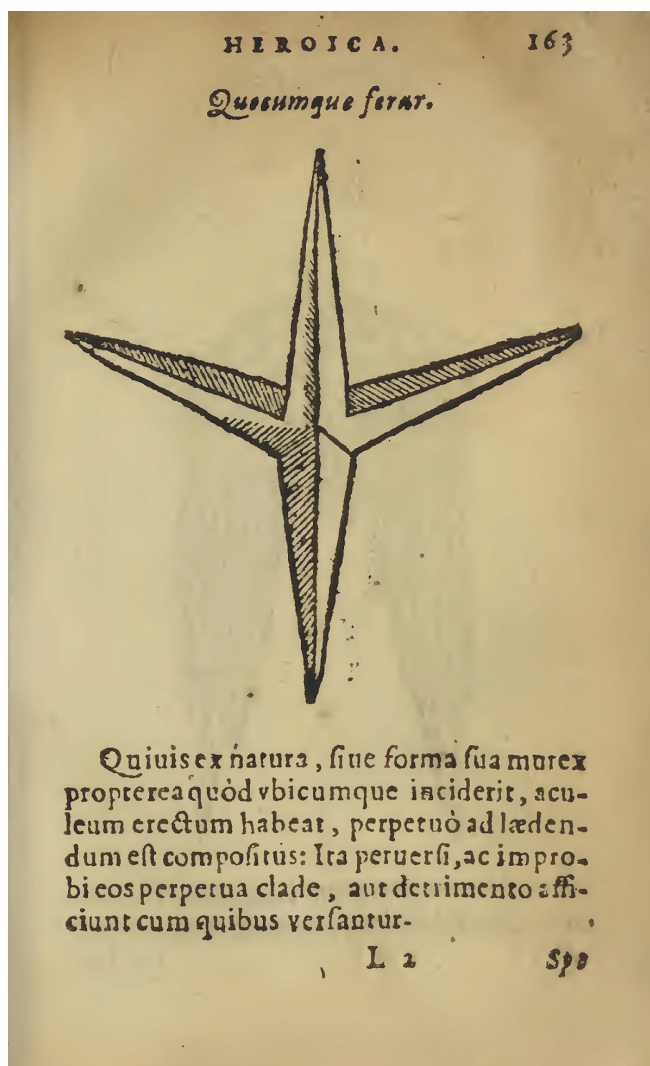 HEROICA. 163
Quocumque ferar.
Quiuis ex natura, ſiue forma ſua murex
proptereà quòd vbicumque inciderit, acu-
leum erectum habeat, perpetuò ad læden-
dum eſt compoſitus: Ita peruerſi, ac impro-
bi eos perpetua clade, aut detrimento affi-
ciunt cum quibus verſantur.
L 2 Spe